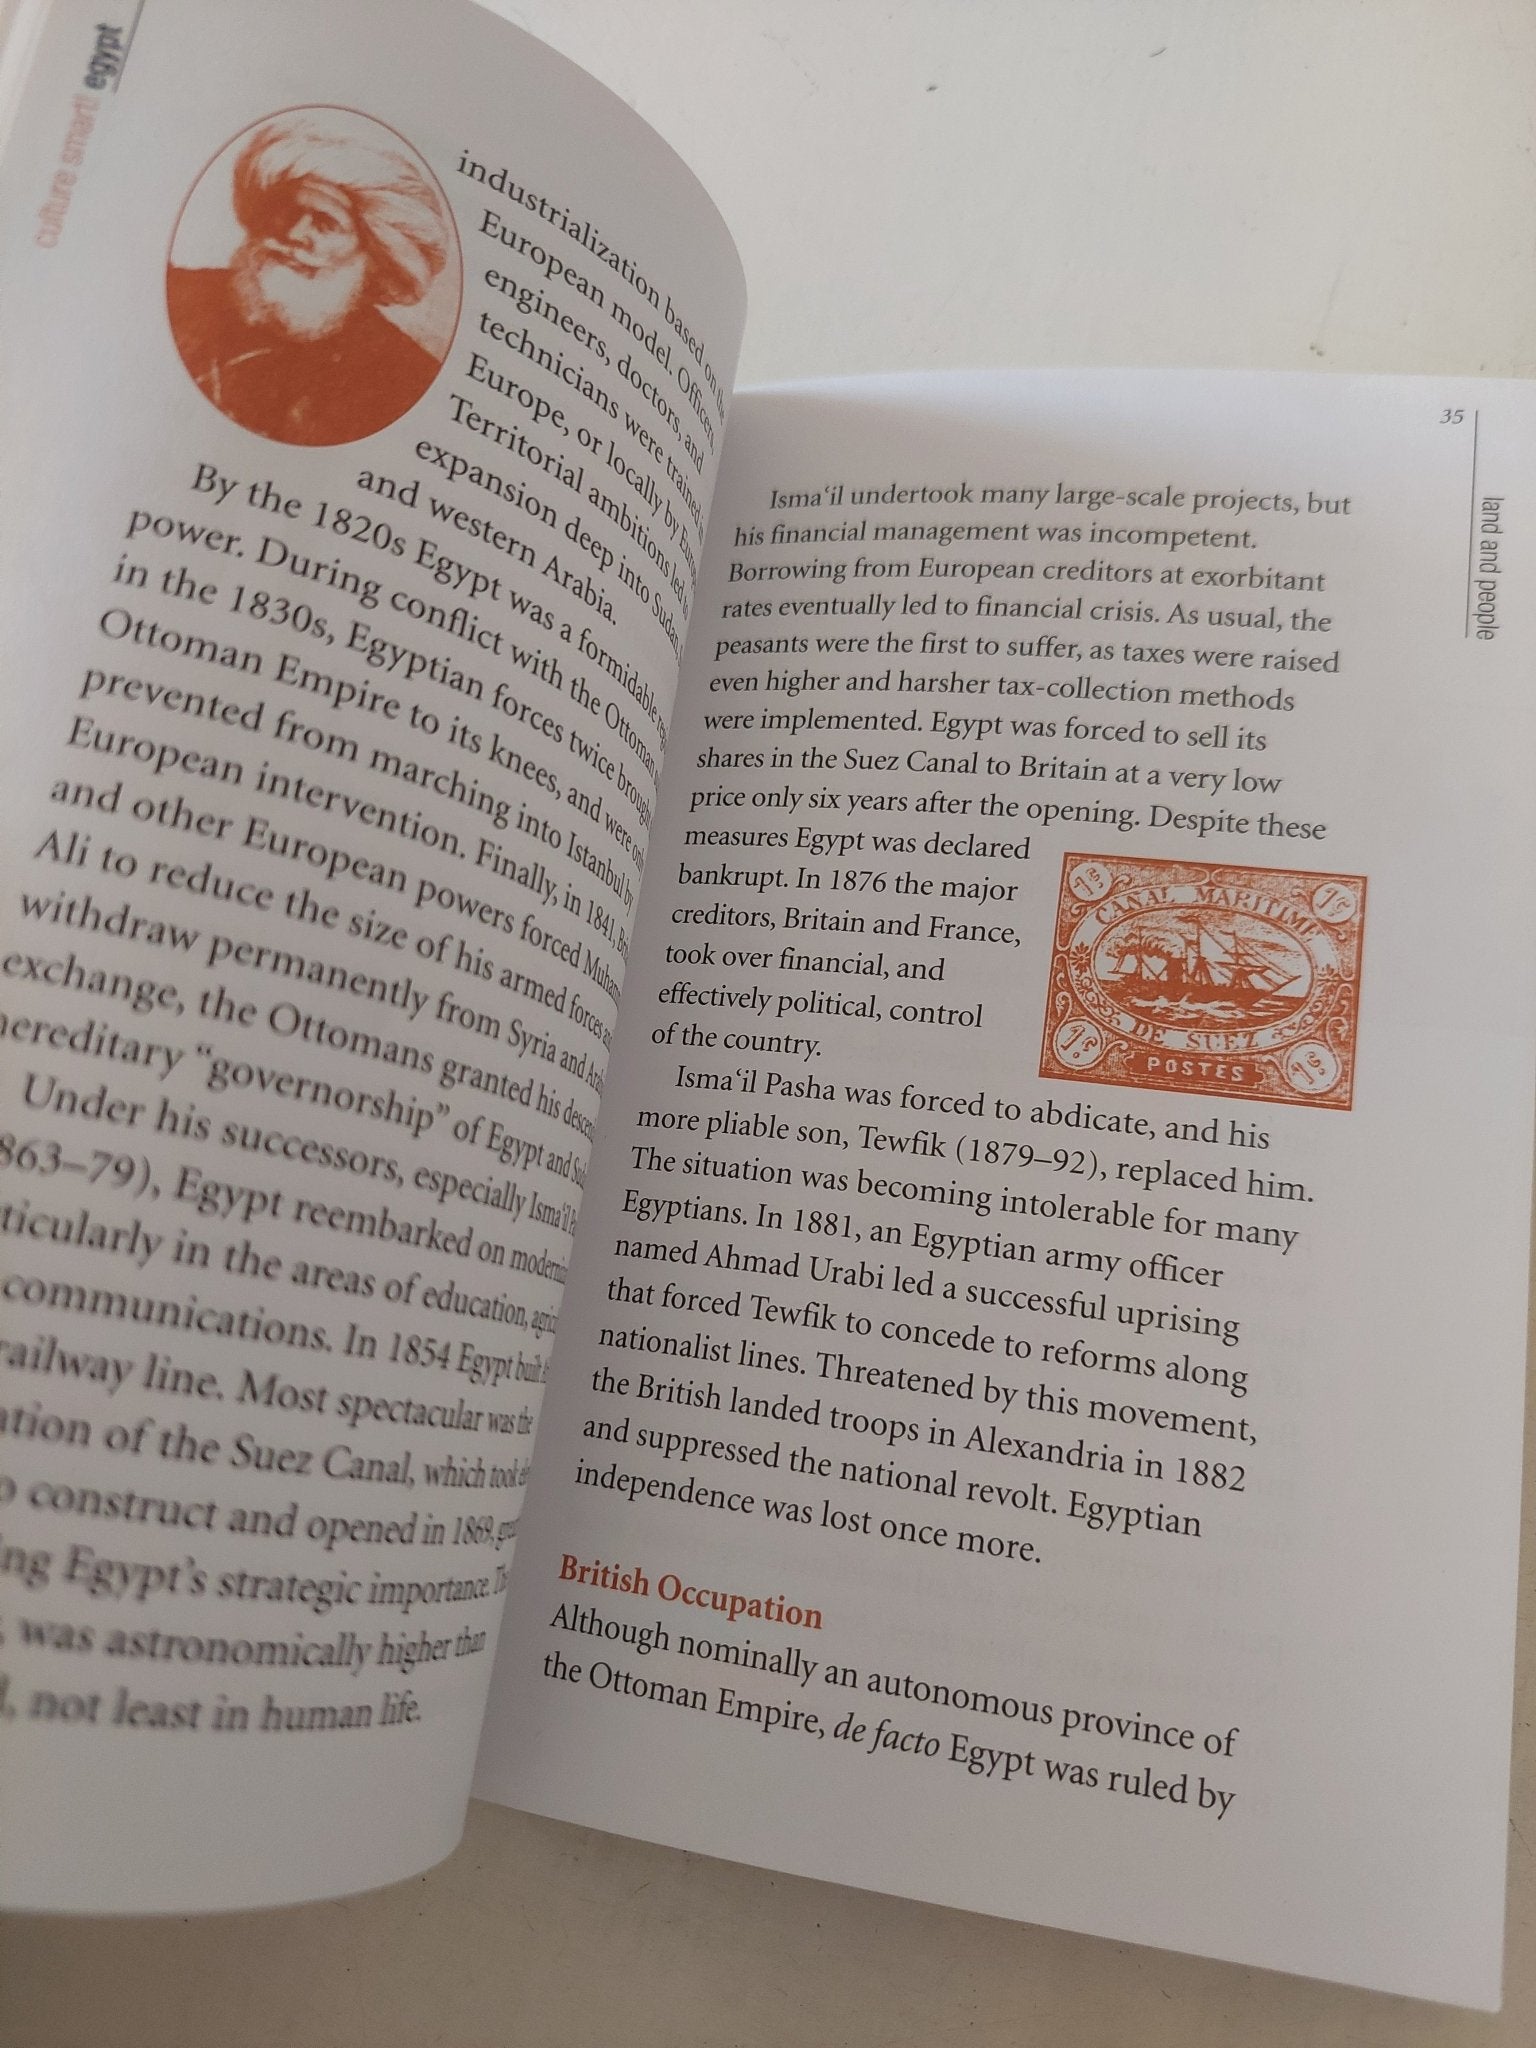 culture smart! egypt
industrialization based on the
European model. Officers,
engineers, doctors, and
technicians were trained in
Europe, or locally by
Territorial ambitions led to
expansion deep into Sudan,
and western Arabia.
By the 1820s Egypt was a formidable
power. During conflict with the Ottoman
in the 1830s, Egyptian forces twice brought
Ottoman Empire to its knees, and were only
prevented from marching into Istanbul by
European intervention. Finally, in 1841,
and other European powers forced
Ali to reduce the size of his armed forces
withdraw permanently from Syria and
exchange, the Ottomans granted his
hereditary “governorship” of Egypt and
Under his successors, especially Isma‘il
863–79), Egypt reembarked on
in the areas of education,
communications. In 1854 Egypt built
railway line. Most spectacular was the
of the Suez Canal, which took
construct and opened in 1869,
Egypt’s strategic importance.
was astronomically higher than
not least in human life.
35
land and people
Isma‘il undertook many large-scale projects, but
his financial management was incompetent.
Borrowing from European creditors at exorbitant
rates eventually led to financial crisis. As usual, the
peasants were the first to suffer, as taxes were raised
even higher and harsher tax-collection methods
were implemented. Egypt was forced to sell its
shares in the Suez Canal to Britain at a very low
price only six years after the opening. Despite these
measures Egypt was declared
bankrupt. In 1876 the major
creditors, Britain and France,
took over financial, and
effectively political, control
of the country.
CANAL MARITIME
DE SUEZ
POSTES
Isma‘il Pasha was forced to abdicate, and his
more pliable son, Tewfik (1879–92), replaced him.
The situation was becoming intolerable for many
Egyptians. In 1881, an Egyptian army officer
named Ahmad Urabi led a successful uprising
that forced Tewfik to concede to reforms along
nationalist lines. Threatened by this movement,
the British landed troops in Alexandria in 1882
and suppressed the national revolt. Egyptian
independence was lost once more.
British Occupation
Although nominally an autonomous province of
the Ottoman Empire, de facto Egypt was ruled by